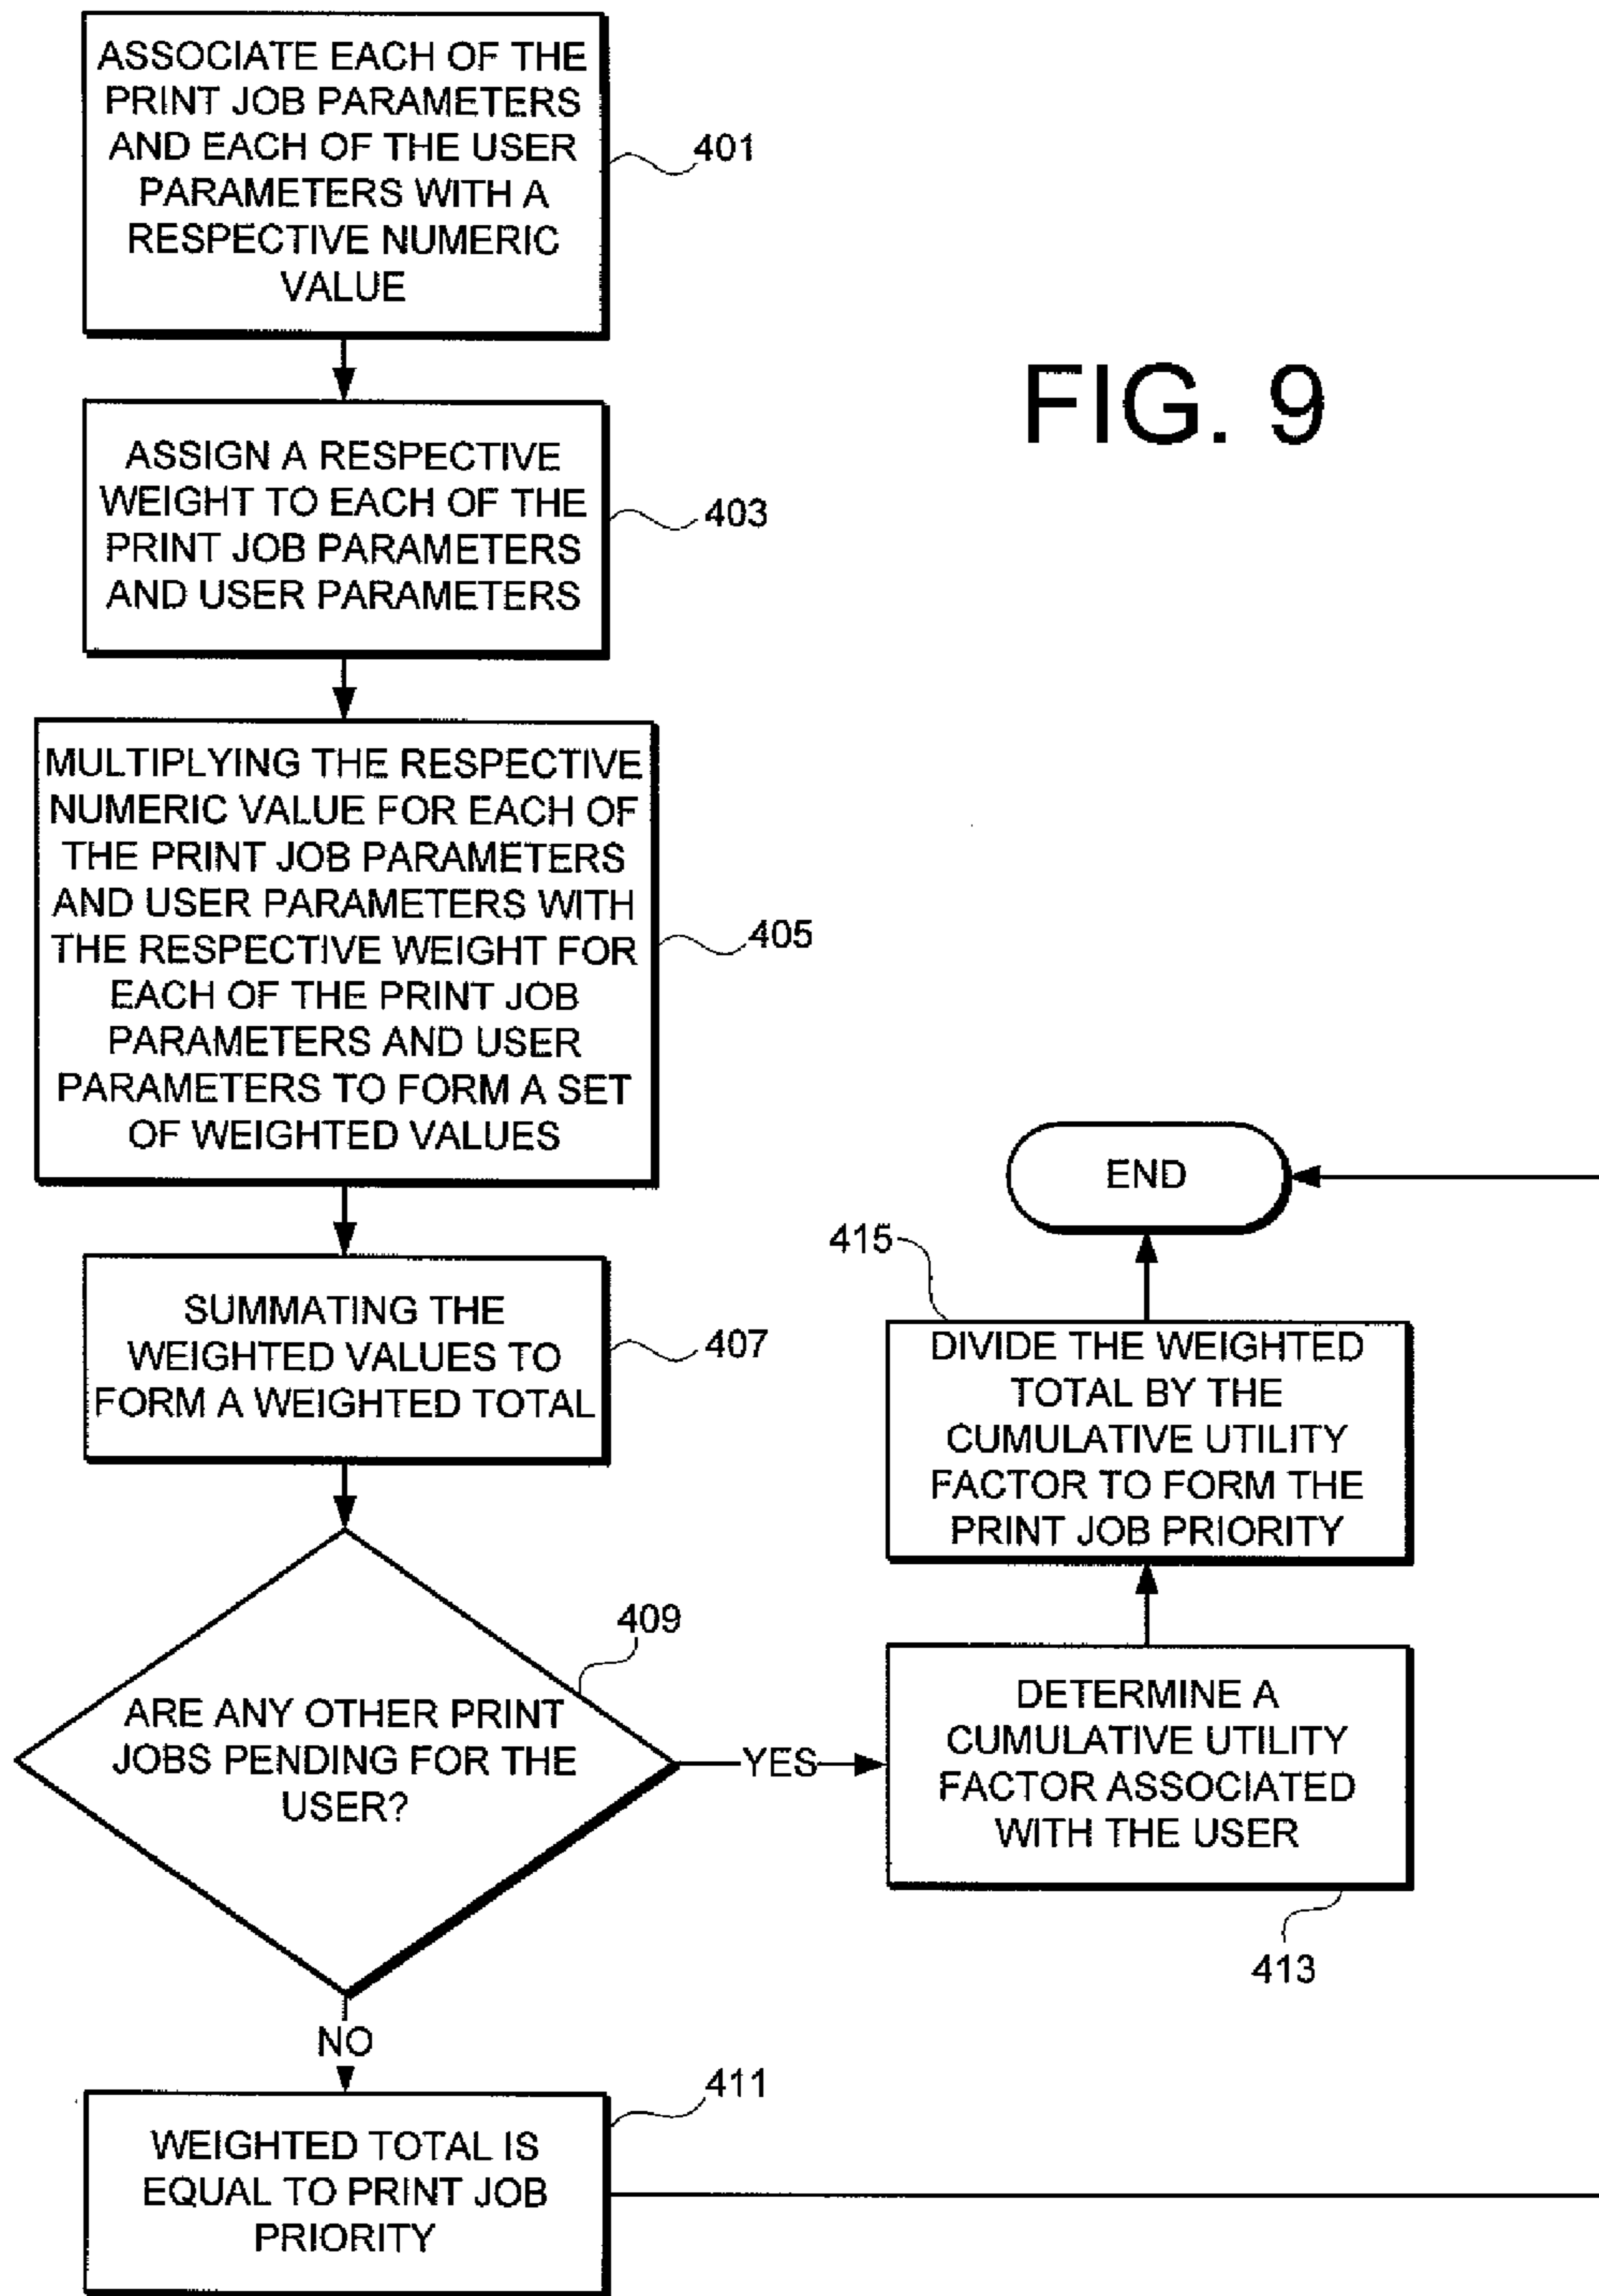 ASSOCIATE EACH OF THE
PRINT JOB PARAMETERS
AND EACH OF THE USER
PARAMETERS WITH A
RESPECTIVE NUMERIC
VALUE
401
FIG. 9
ASSIGN A RESPECTIVE
WEIGHT TO EACH OF THE
PRINT JOB PARAMETERS
AND USER PARAMETERS
403
MULTIPLYING THE RESPECTIVE
NUMERIC VALUE FOR EACH OF
THE PRINT JOB PARAMETERS
AND USER PARAMETERS WITH
THE RESPECTIVE WEIGHT FOR
EACH OF THE PRINT JOB
PARAMETERS AND USER
PARAMETERS TO FORM A SET
OF WEIGHTED VALUES
405
SUMMATING THE
WEIGHTED VALUES TO
FORM A WEIGHTED TOTAL
407
ARE ANY OTHER PRINT
JOBS PENDING FOR THE
USER?
409
YES
NO
WEIGHTED TOTAL IS
EQUAL TO PRINT JOB
PRIORITY
411
DETERMINE A
CUMULATIVE UTILITY
FACTOR ASSOCIATED
WITH THE USER
413
DIVIDE THE WEIGHTED
TOTAL BY THE
CUMULATIVE UTILITY
FACTOR TO FORM THE
PRINT JOB PRIORITY
415
END